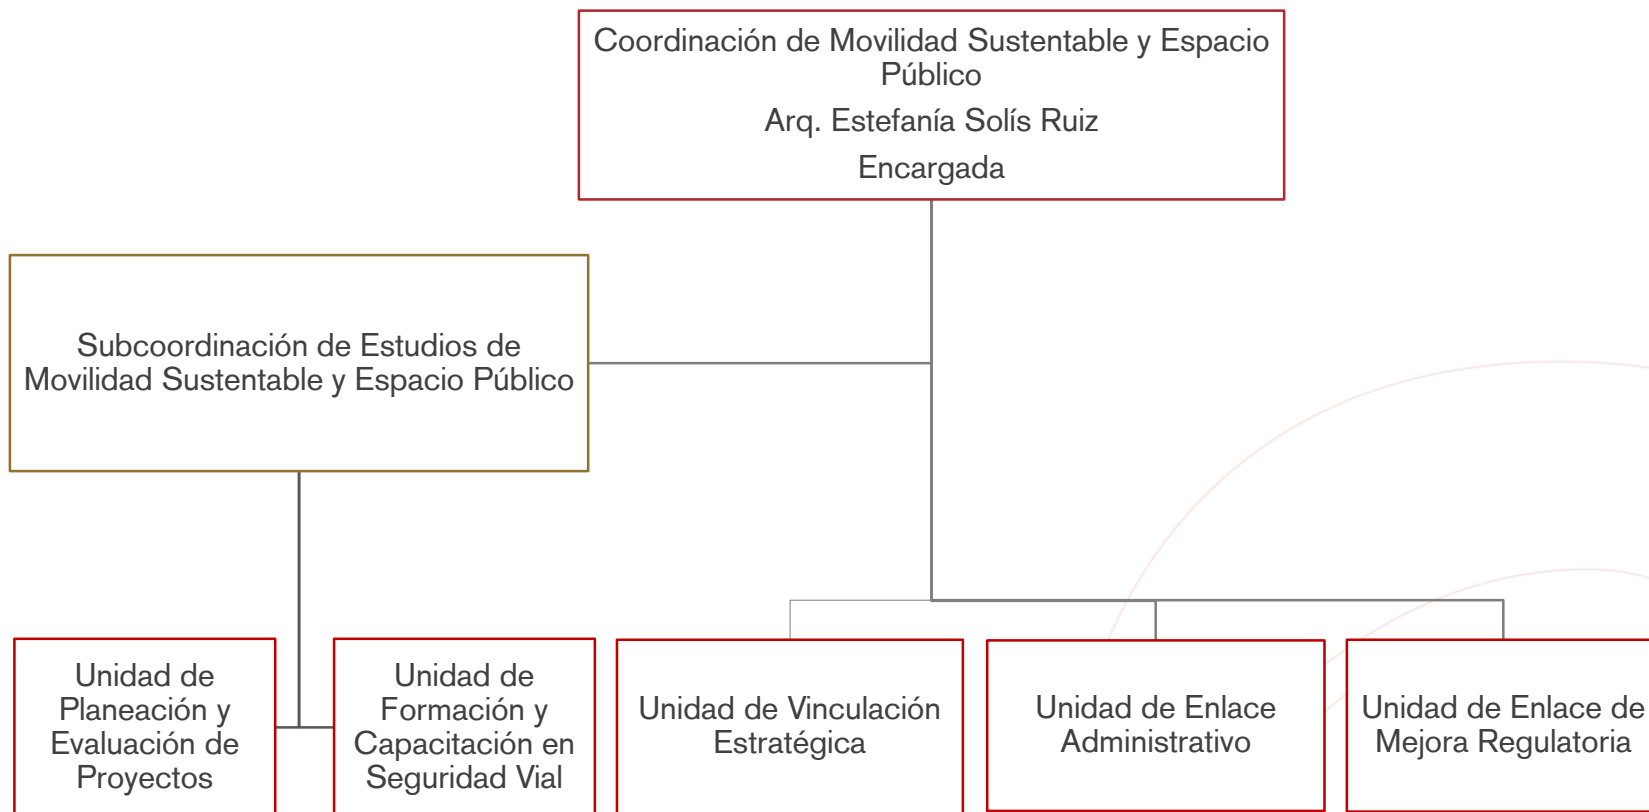 Coordinación de Movilidad Sustentable y Espacio
Público
Arq. Estefanía Solís Ruiz
Encargada
Subcoordinación de Estudios de
Movilidad Sustentable y Espacio Público
Unidad de
Planeación y
Evaluación de
Proyectos
Unidad de
Formación y
Capacitación en
Seguridad Vial
Unidad de Vinculación
Estratégica
Unidad de Enlace
Administrativo
Unidad de Enlace de
Mejora Regulatoria